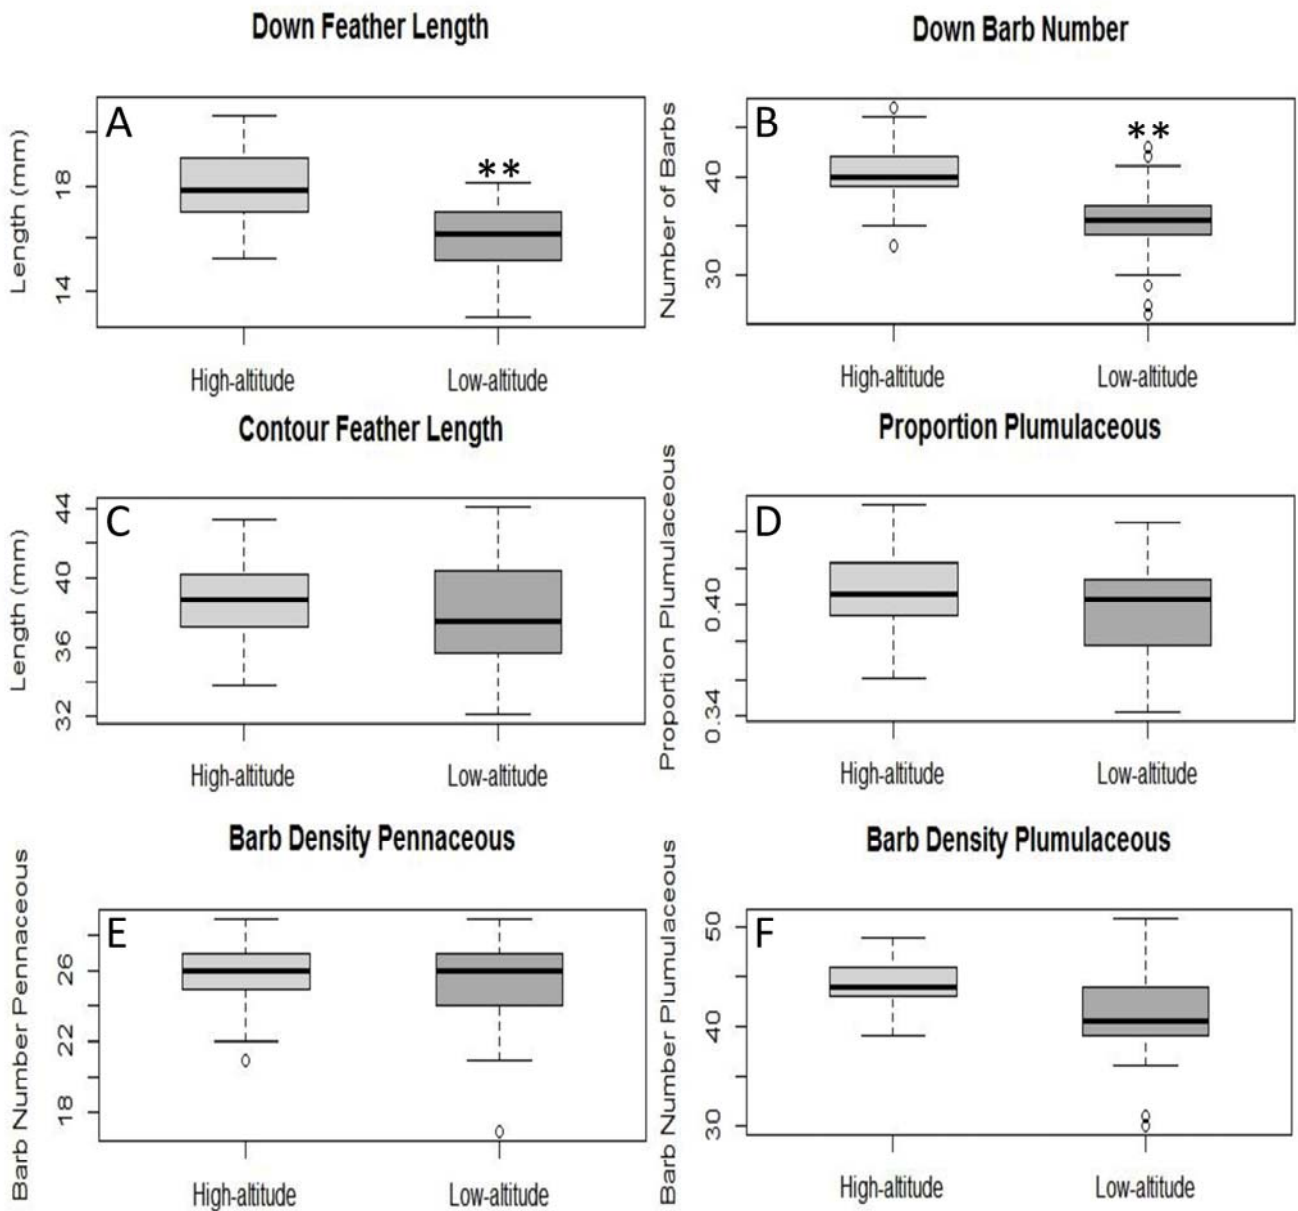 Down Feather Length
Down Barb Number
A
B
**
**
Length (mm)
18
14
Number of Barbs
40
30
High-altitude
Low-altitude
High-altitude
Low-altitude
Contour Feather Length
Proportion Plumulaceous
C
D
Length (mm)
44
40
36
32
Proportion Plumulaceous
0.40
0.34
High-altitude
Low-altitude
High-altitude
Low-altitude
Barb Density Pennaceous
Barb Density Plumulaceous
E
F
Barb Number Pennaceous
26
22
18
Barb Number Plumulaceous
50
40
30
High-altitude
Low-altitude
High-altitude
Low-altitude